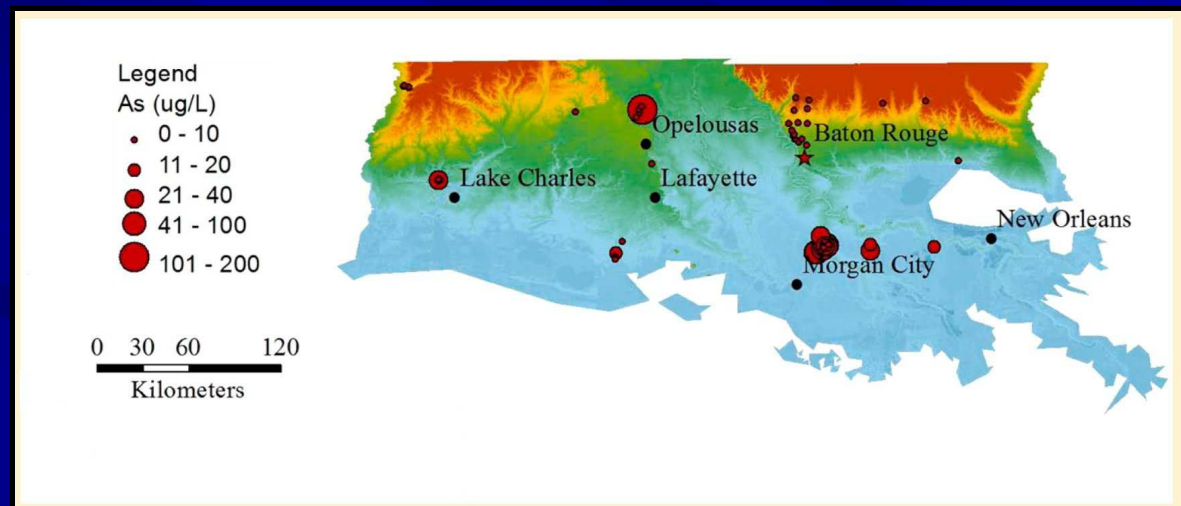 Legend
As (ug/L)
0 - 10
11 - 20
21 - 40
41 - 100
101 - 200
0 30 60 120
Kilometers
Opelousas
Baton Rouge
Lake Charles
Lafayette
New Orleans
Morgan City